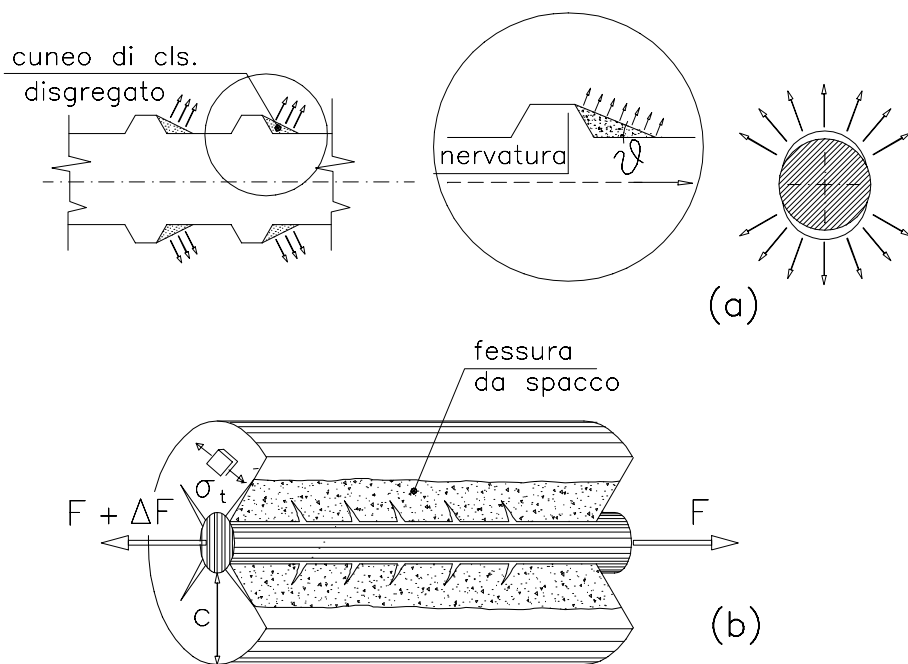 cuneo di cls.
disgregato
nervatura
ϑ
(a)
fessura
da spacco
σt
F + ΔF
F
c
(b)